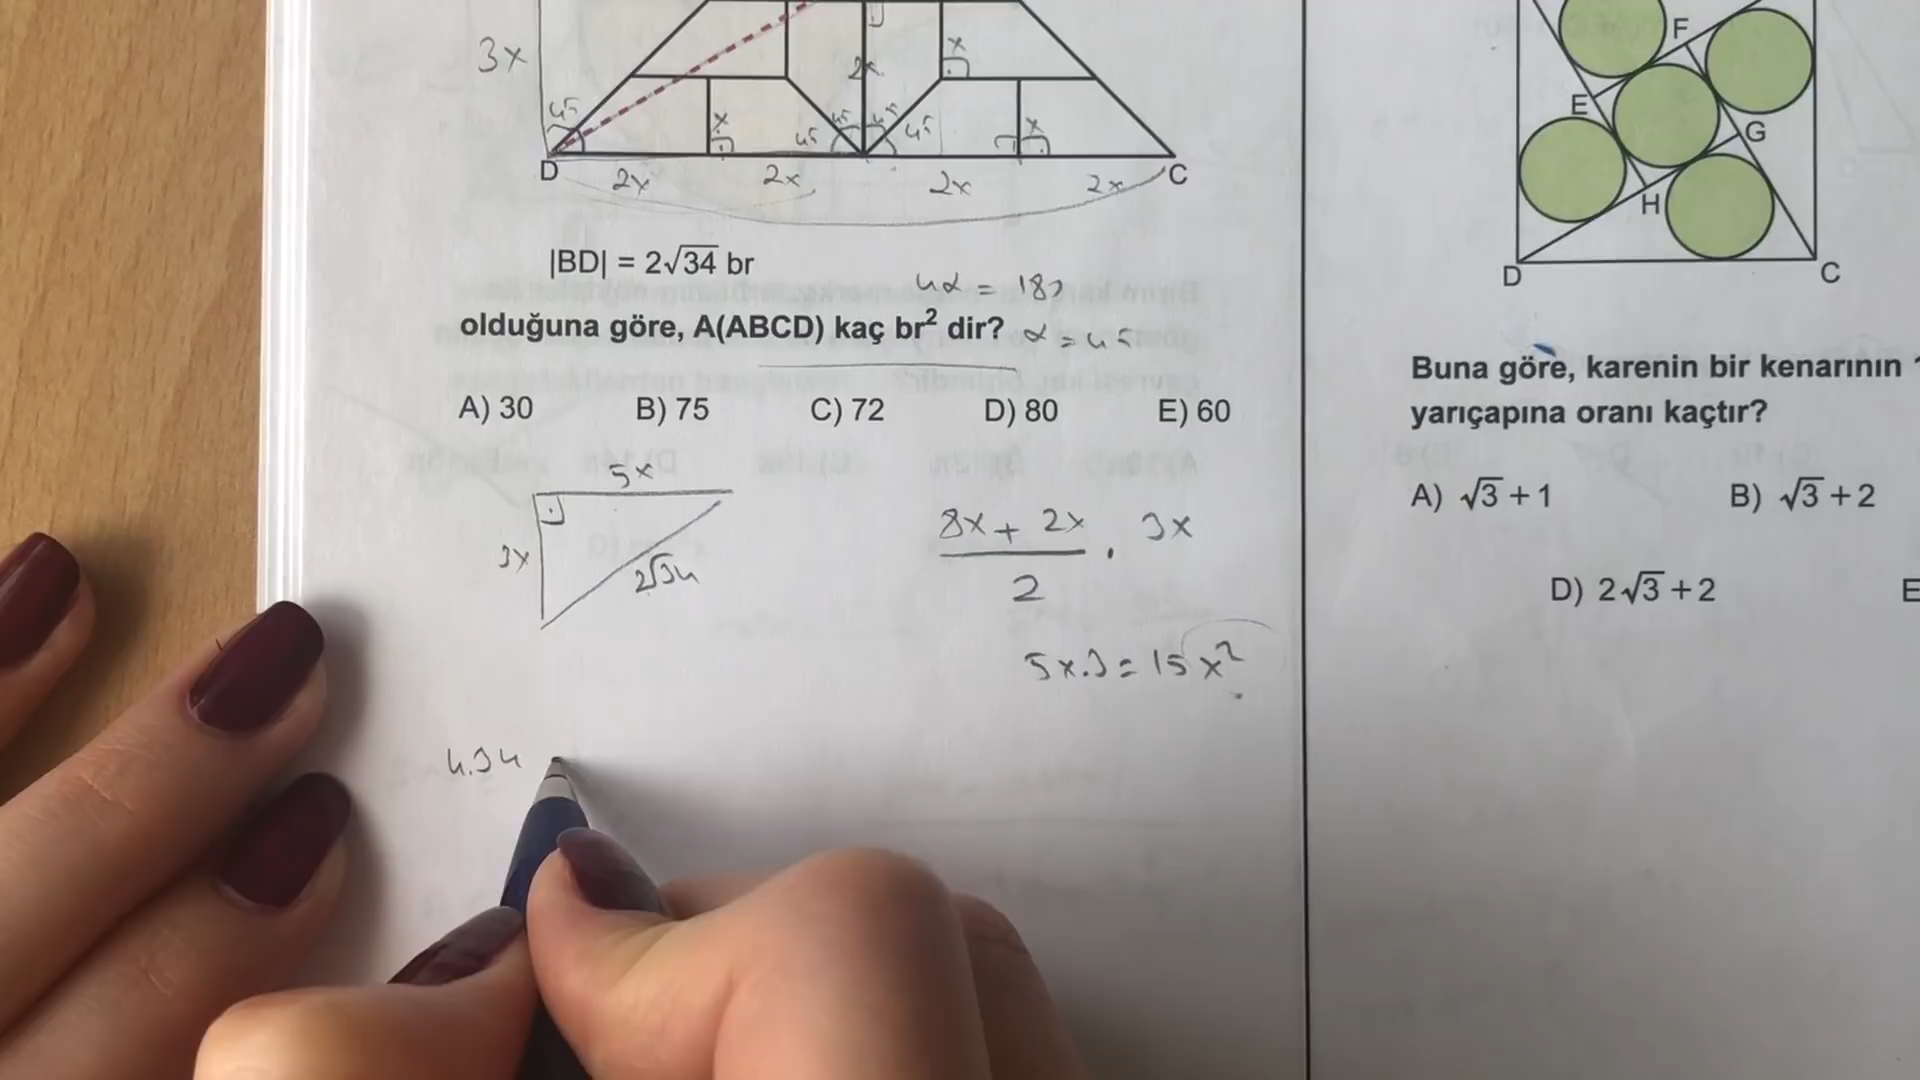 3x
45
x
2x
x
45
45
45
45
x
D
2x
2x
2x
2x
C
|BD| = 2√34 br
4α = 180
olduğuna göre, A(ABCD) kaç br² dir?
α = 45
A) 30 B) 75 C) 72 D) 80 E) 60
5x
3x
2√34
8x + 2x / 2 . 3x
5x.3 = 15x²
4.34
F
E
G
H
D
C
Buna göre, karenin bir kenarının
yarıçapına oranı kaçtır?
A) √3 + 1 B) √3 + 2
D) 2√3 + 2 E